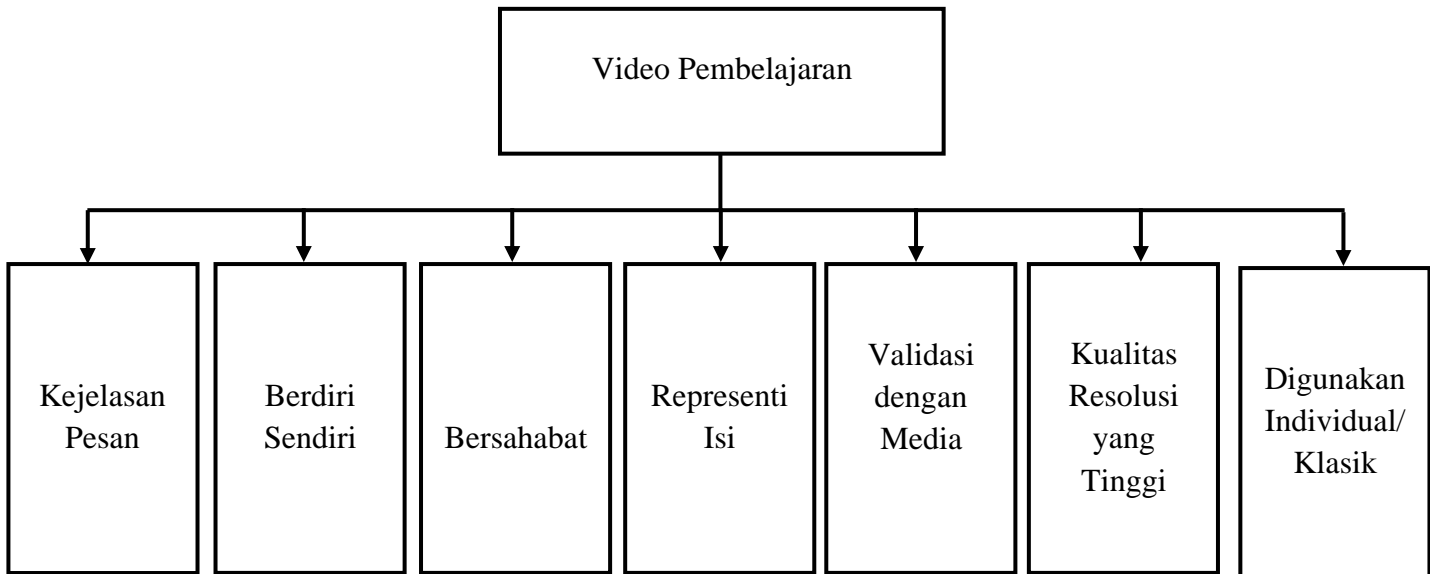 Video Pembelajaran
Kejelasan
Pesan
Berdiri
Sendiri
Bersahabat
Representi
Isi
Validasi
dengan
Media
Kualitas
Resolusi
yang
Tinggi
Digunakan
Individual/
Klasik